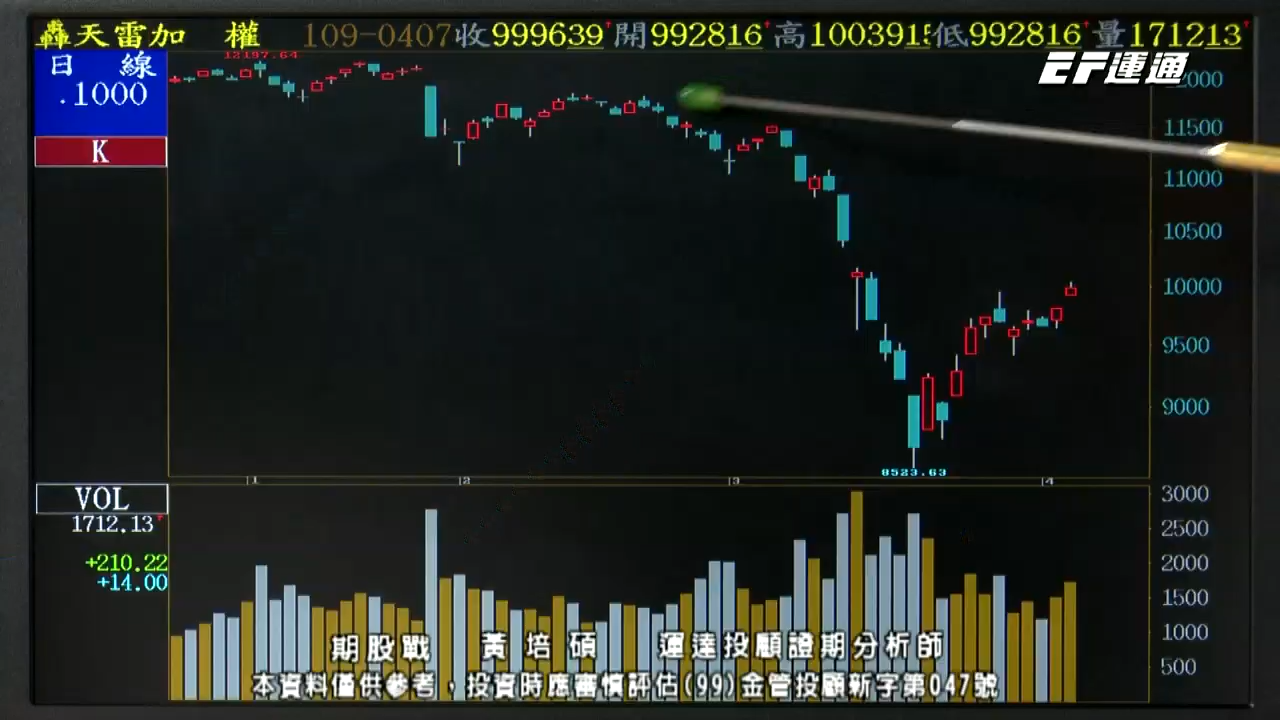 轟天雷加 權 109-0407收999639↑開992816↑高100391低992816↑量171213↑
EF運通
日 線
.1000
K
12197.64
12000
11500
11000
10500
10000
9500
9000
8523.63
1 2 3 4
VOL
1712.13↑
+210.22
+14.00
3000
2500
2000
1500
1000
500
期股戰 黃培碩 運達投顧證期分析師
本資料僅供參考,投資時應審慎評估(99)金管投顧新字第047號